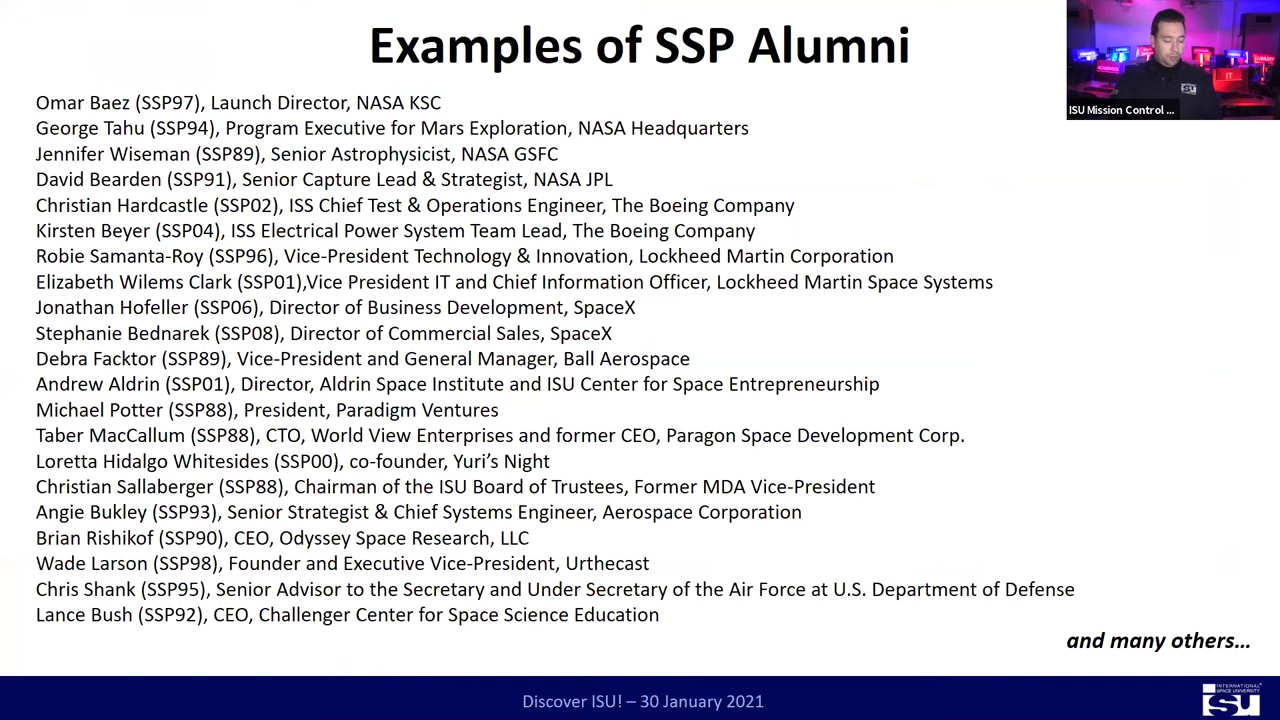 Examples of SSP Alumni
Omar Baez (SSP97), Launch Director, NASA KSC
George Tahu (SSP94), Program Executive for Mars Exploration, NASA Headquarters
Jennifer Wiseman (SSP89), Senior Astrophysicist, NASA GSFC
David Bearden (SSP91), Senior Capture Lead & Strategist, NASA JPL
Christian Hardcastle (SSP02), ISS Chief Test & Operations Engineer, The Boeing Company
Kirsten Beyer (SSP04), ISS Electrical Power System Team Lead, The Boeing Company
Robie Samanta-Roy (SSP96), Vice-President Technology & Innovation, Lockheed Martin Corporation
Elizabeth Wilems Clark (SSP01),Vice President IT and Chief Information Officer, Lockheed Martin Space Systems
Jonathan Hofeller (SSP06), Director of Business Development, SpaceX
Stephanie Bednarek (SSP08), Director of Commercial Sales, SpaceX
Debra Facktor (SSP89), Vice-President and General Manager, Ball Aerospace
Andrew Aldrin (SSP01), Director, Aldrin Space Institute and ISU Center for Space Entrepreneurship
Michael Potter (SSP88), President, Paradigm Ventures
Taber MacCallum (SSP88), CTO, World View Enterprises and former CEO, Paragon Space Development Corp.
Loretta Hidalgo Whitesides (SSP00), co-founder, Yuri’s Night
Christian Sallaberger (SSP88), Chairman of the ISU Board of Trustees, Former MDA Vice-President
Angie Bukley (SSP93), Senior Strategist & Chief Systems Engineer, Aerospace Corporation
Brian Rishikof (SSP90), CEO, Odyssey Space Research, LLC
Wade Larson (SSP98), Founder and Executive Vice-President, Urthecast
Chris Shank (SSP95), Senior Advisor to the Secretary and Under Secretary of the Air Force at U.S. Department of Defense
Lance Bush (SSP92), CEO, Challenger Center for Space Science Education
and many others…
IT
isu
ISU Mission Control ...
Discover ISU! – 30 January 2021
INTERNATIONAL
SPACE UNIVERSITY
isu